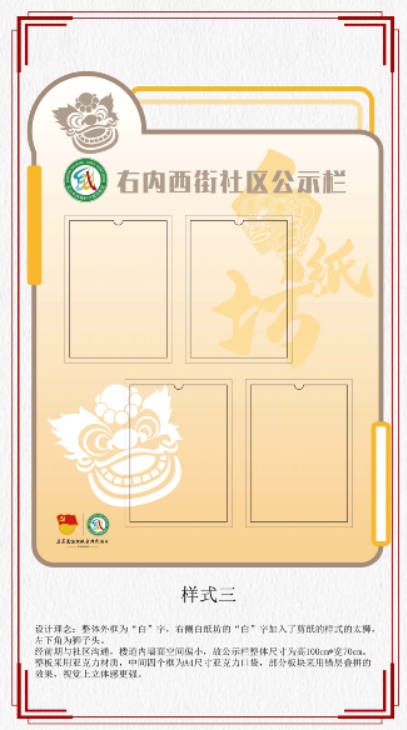 右内西街社区公示栏
纸
坊
样式三
设计理念：整体外框为“白”字，右侧白纸坊的“白”字加入了剪纸的样式的太狮，
左下角为狮子头。
经前期与社区沟通，楼道内墙面空间偏小，故公示栏整体尺寸为高100cm*宽70cm。
整板采用亚克力材质，中间四个框为A4尺寸亚克力口袋，部分板块采用错层叠拼的
效果，视觉上立体感更强。